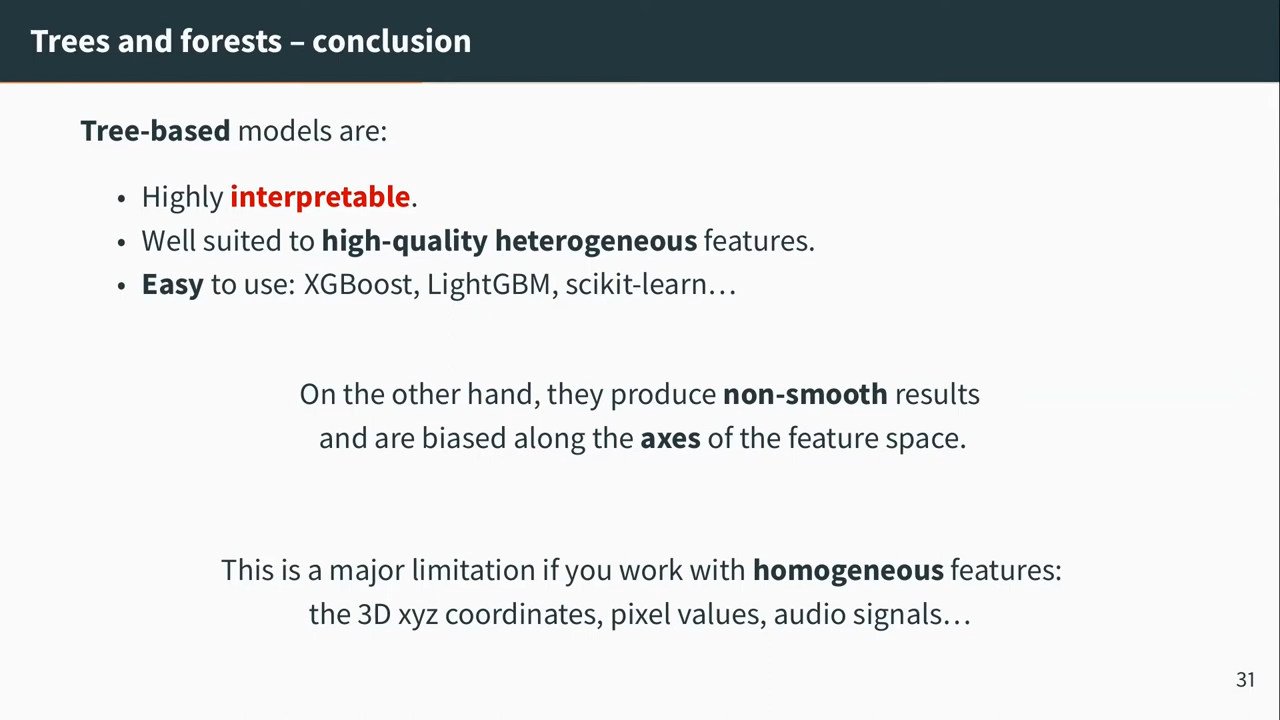 Trees and forests – conclusion
Tree-based models are:
• Highly interpretable.
• Well suited to high-quality heterogeneous features.
• Easy to use: XGBoost, LightGBM, scikit-learn…
On the other hand, they produce non-smooth results
and are biased along the axes of the feature space.
This is a major limitation if you work with homogeneous features:
the 3D xyz coordinates, pixel values, audio signals…
31